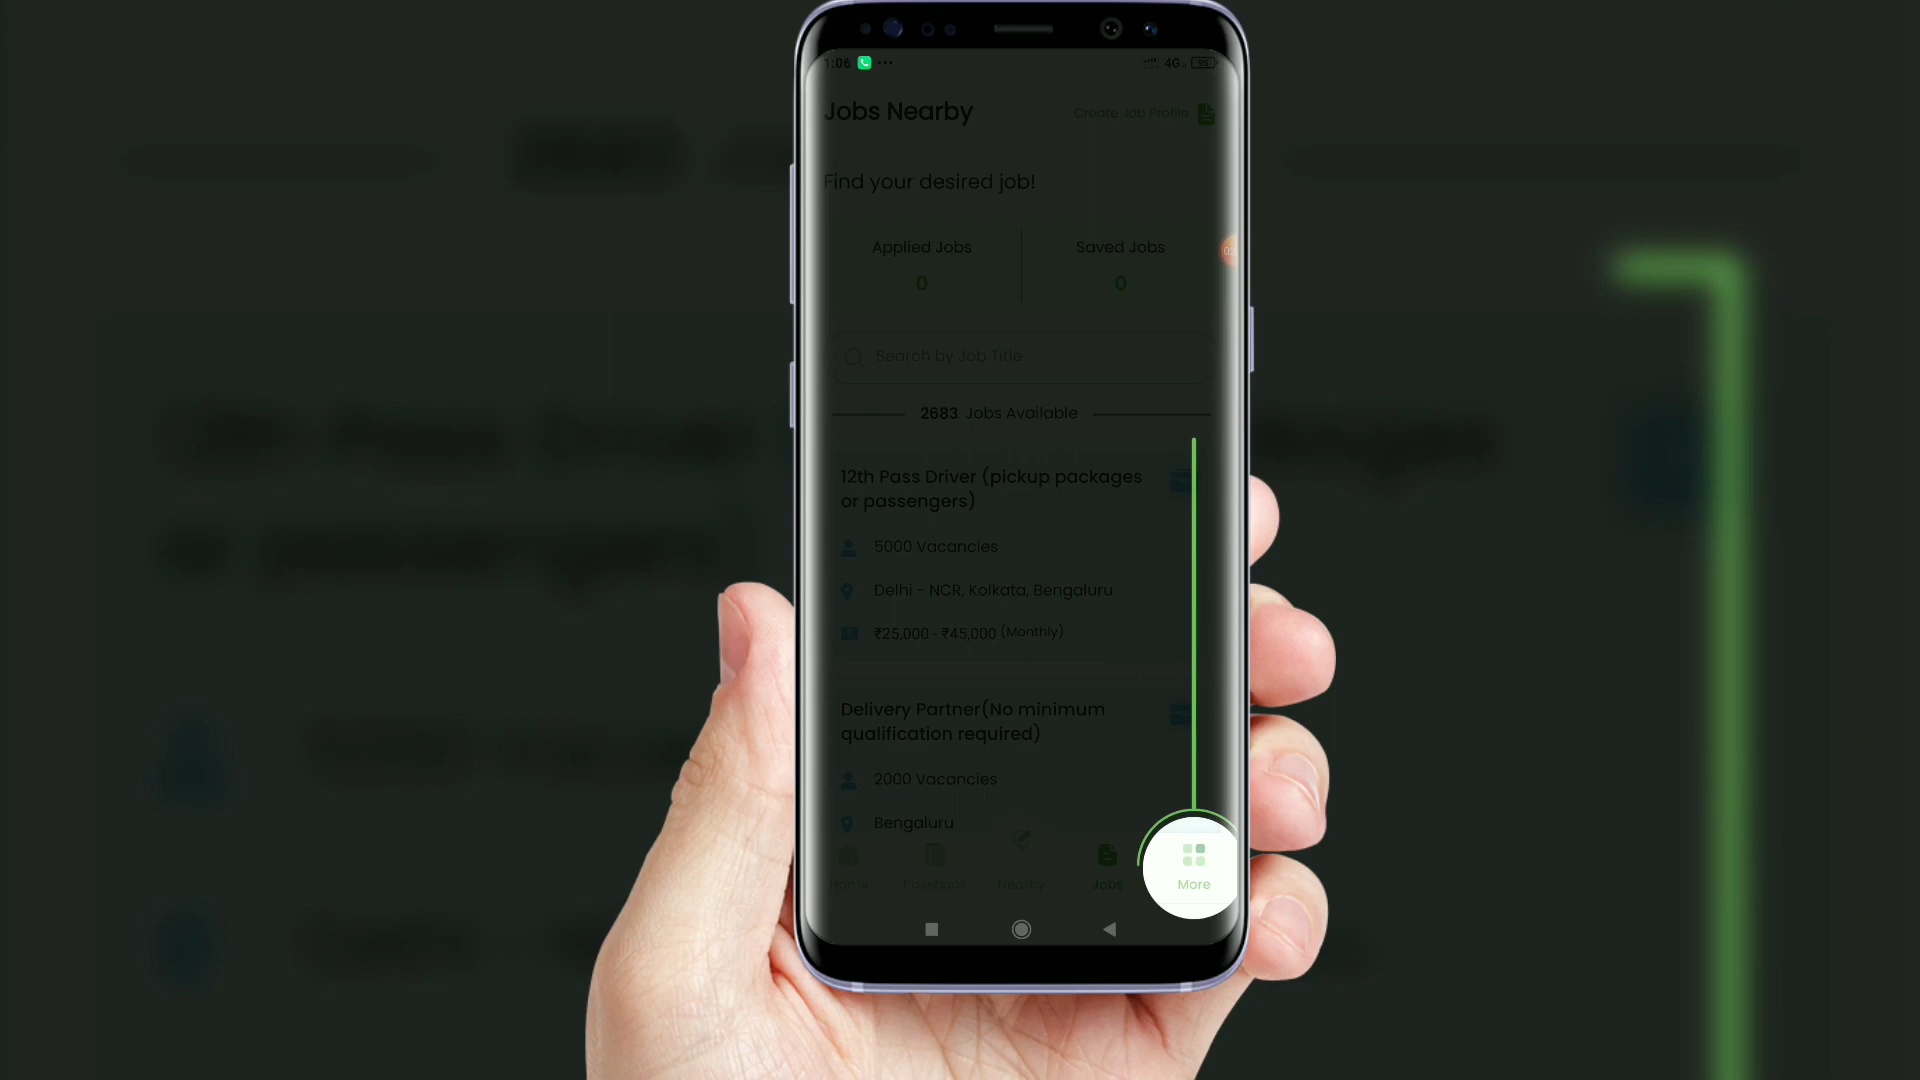 1:06
4G
95
Jobs Nearby
Create Job Profile
Find your desired job!
Applied Jobs
Saved Jobs
0
0
Search by Job Title
2683 Jobs Available
12th Pass Driver (pickup packages
or passengers)
5000 Vacancies
Delhi - NCR, Kolkata, Bengaluru
₹25,000 - ₹45,000 (Monthly)
Delivery Partner(No minimum
qualification required)
2000 Vacancies
Bengaluru
Home
Passbook
Nearby
Jobs
More